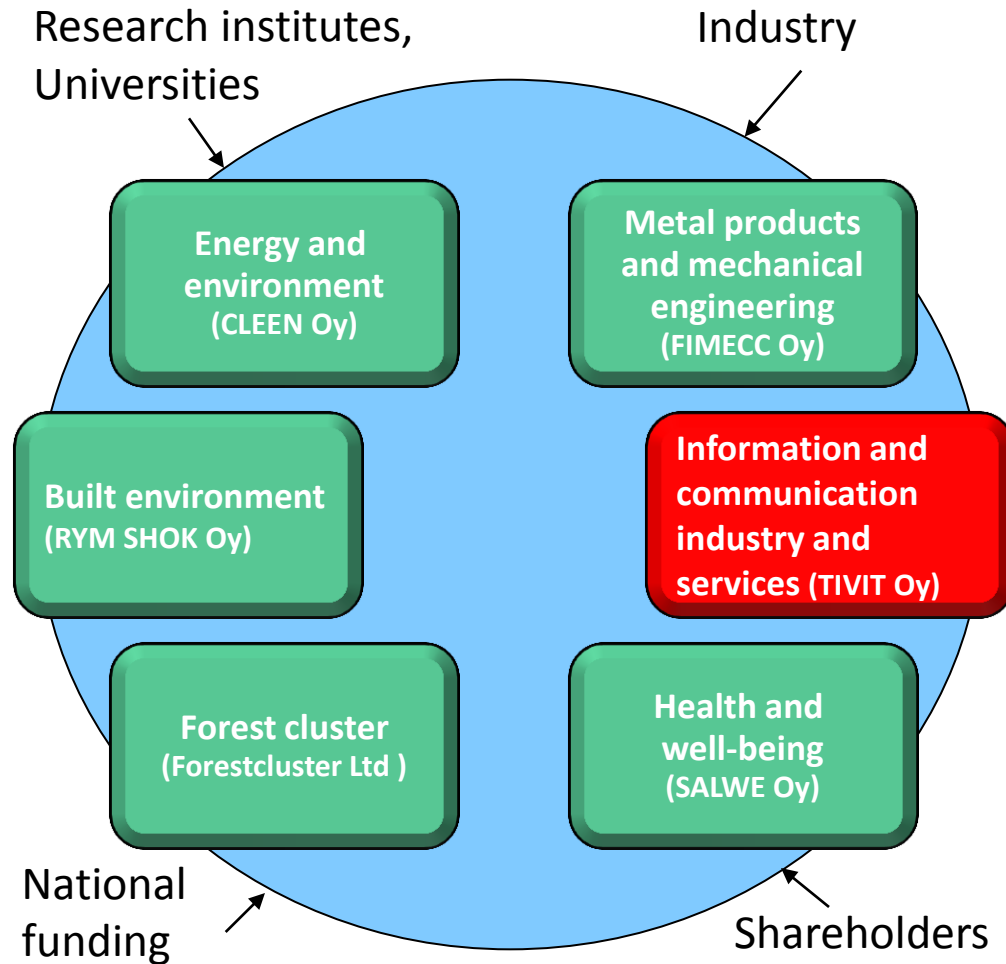 Research institutes,
Universities
Industry
Energy and
environment
(CLEEN Oy)
Metal products
and mechanical
engineering
(FIMECC Oy)
Built environment
(RYM SHOK Oy)
Information and
communication
industry and
services (TIVIT Oy)
Forest cluster
(Forestcluster Ltd )
Health and
well-being
(SALWE Oy)
National
funding
Shareholders